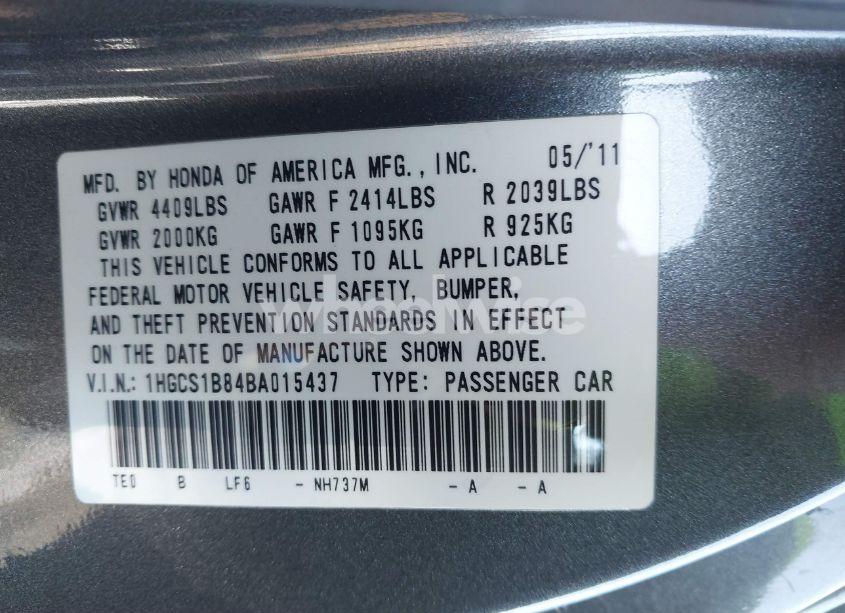 MFD. BY HONDA OF AMERICA MFG., INC. 05/'11
GVWR 4409LBS GAWR F 2414LBS R 2039LBS
GVWR 2000KG GAWR F 1095KG R 925KG
THIS VEHICLE CONFORMS TO ALL APPLICABLE
FEDERAL MOTOR VEHICLE SAFETY, BUMPER,
AND THEFT PREVENTION STANDARDS IN EFFECT
ON THE DATE OF MANUFACTURE SHOWN ABOVE.
V.I.N.: 1HGCS1B84BA015437 TYPE: PASSENGER CAR
TE0 B LF6 - NH737M - A - A
wheelwise